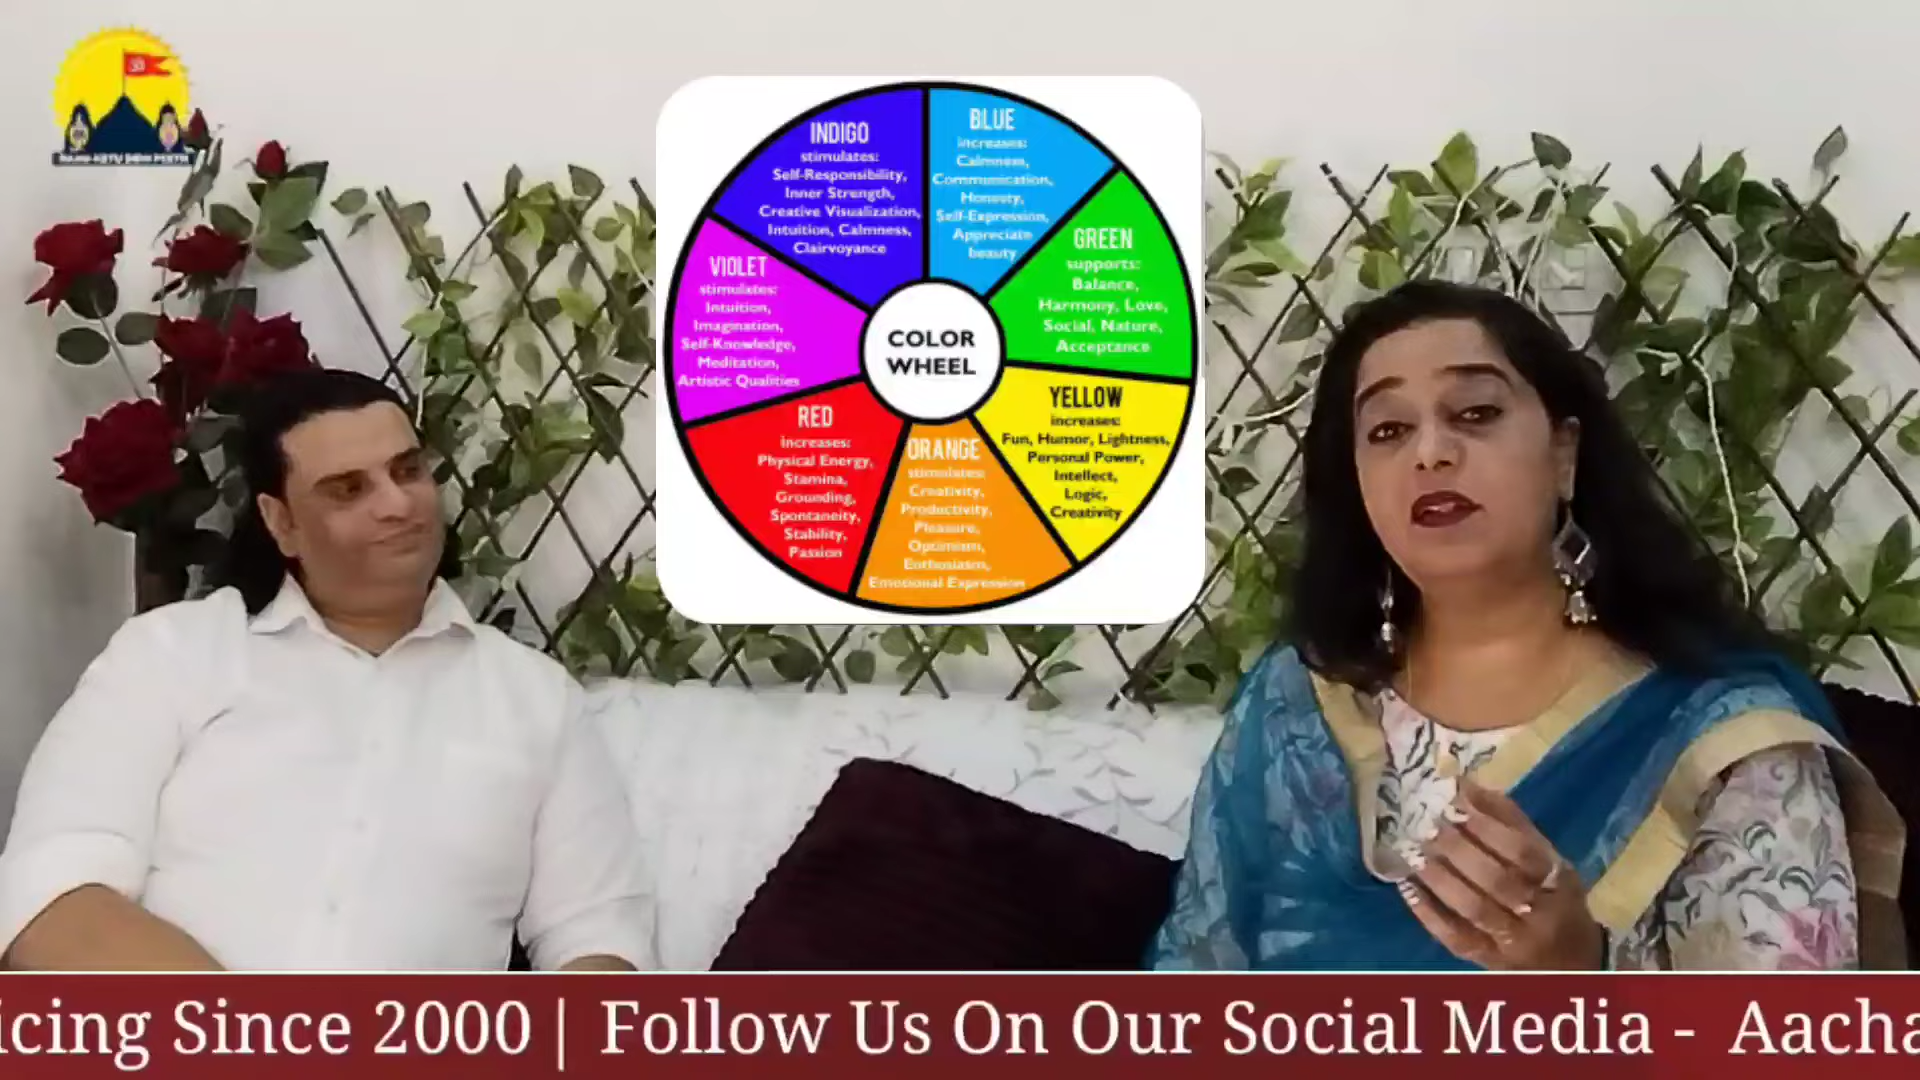 INDIGO
stimulates:
Self-Responsibility,
Inner Strength,
Creative Visualization,
Intuition, Calmness,
Clairvoyance
BLUE
increases:
Calmness,
Communication,
Honesty,
Self-Expression,
Appreciate
beauty
GREEN
supports:
Balance,
Harmony, Love,
Social, Nature,
Acceptance
YELLOW
increases:
Fun, Humor, Lightness,
Personal Power,
Intellect,
Logic,
Creativity
ORANGE
stimulates:
Creativity,
Productivity,
Pleasure,
Optimism,
Enthusiasm,
Emotional Expression
RED
increases:
Physical Energy,
Stamina,
Grounding,
Spontaneity,
Stability,
Passion
VIOLET
stimulates:
Intuition,
Imagination,
Self-Knowledge,
Meditation,
Artistic Qualities
COLOR
WHEEL
icing Since 2000 | Follow Us On Our Social Media - Aacha